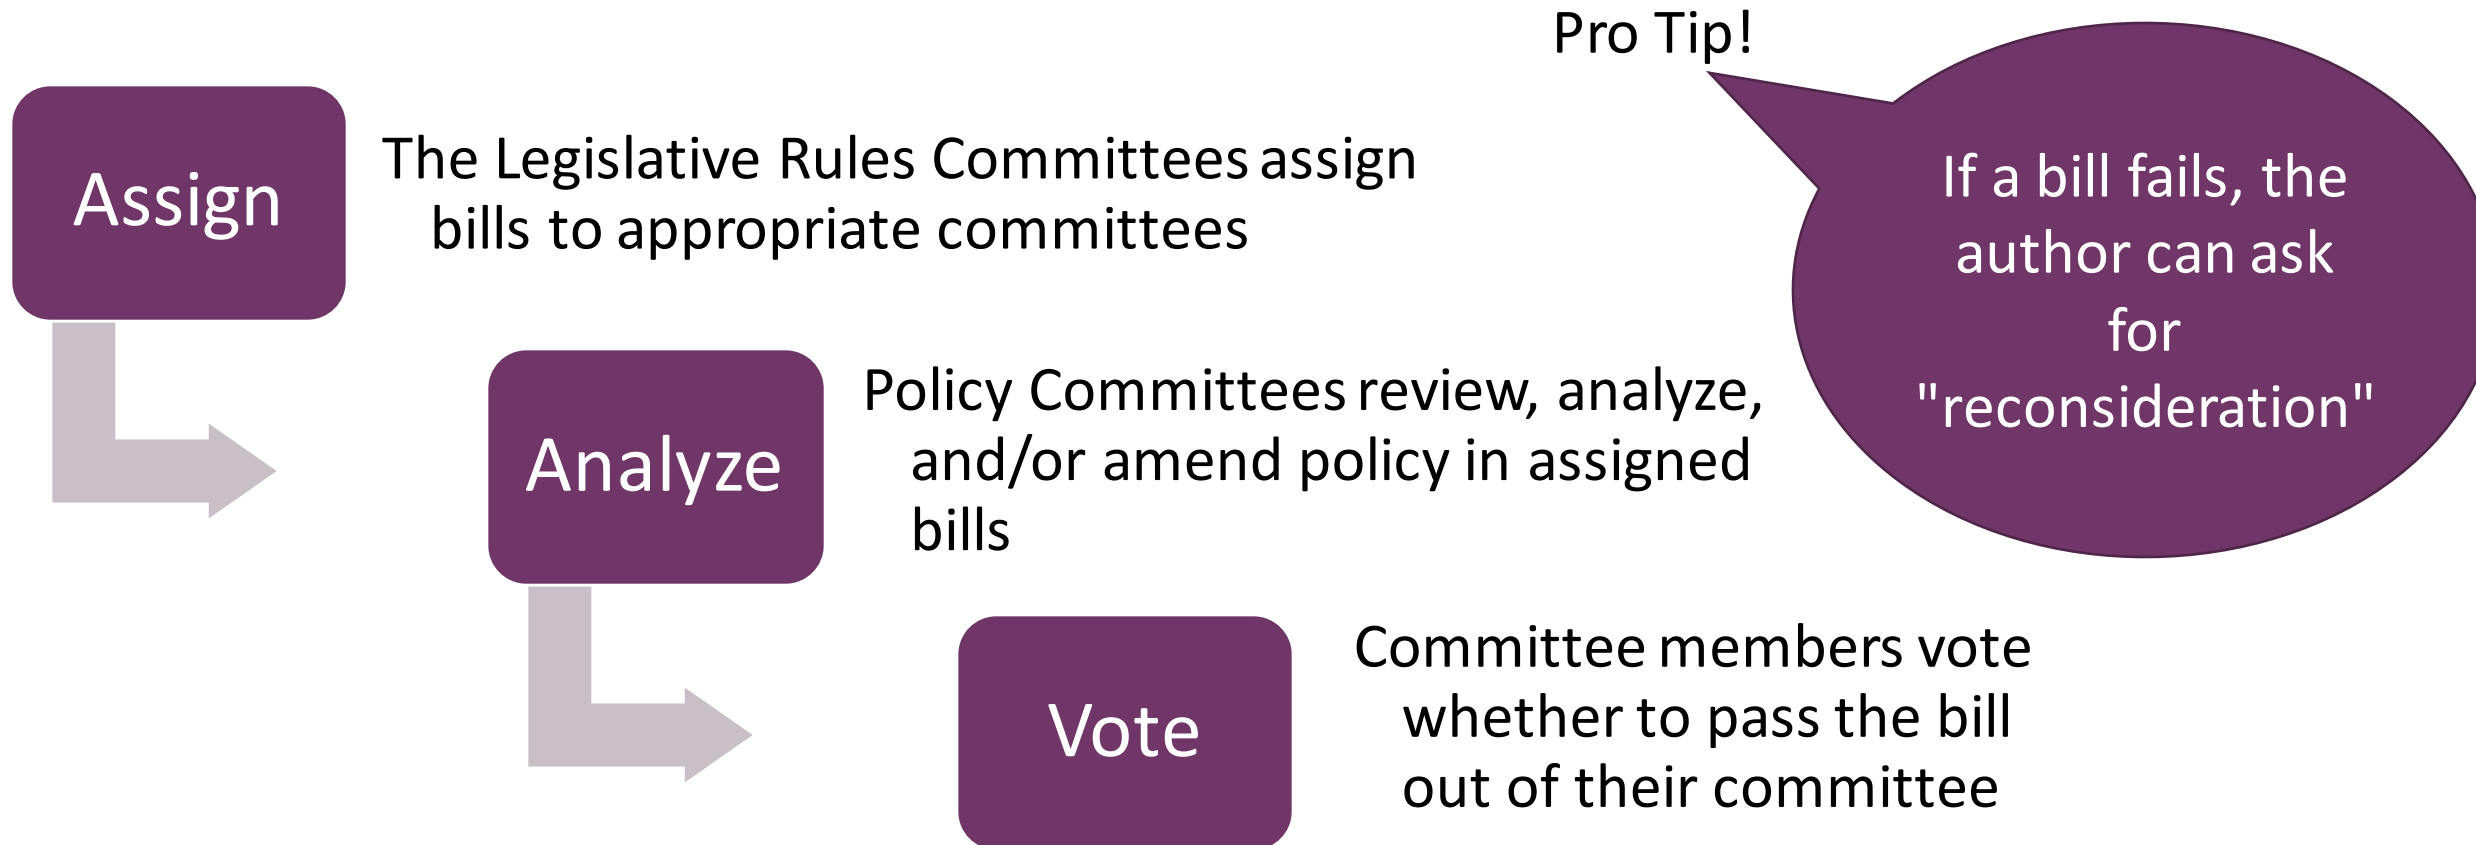 Assign
The Legislative Rules Committees assign
bills to appropriate committees
Analyze
Policy Committees review, analyze,
and/or amend policy in assigned
bills
Vote
Committee members vote
whether to pass the bill
out of their committee
Pro Tip!
If a bill fails, the
author can ask
for
"reconsideration"